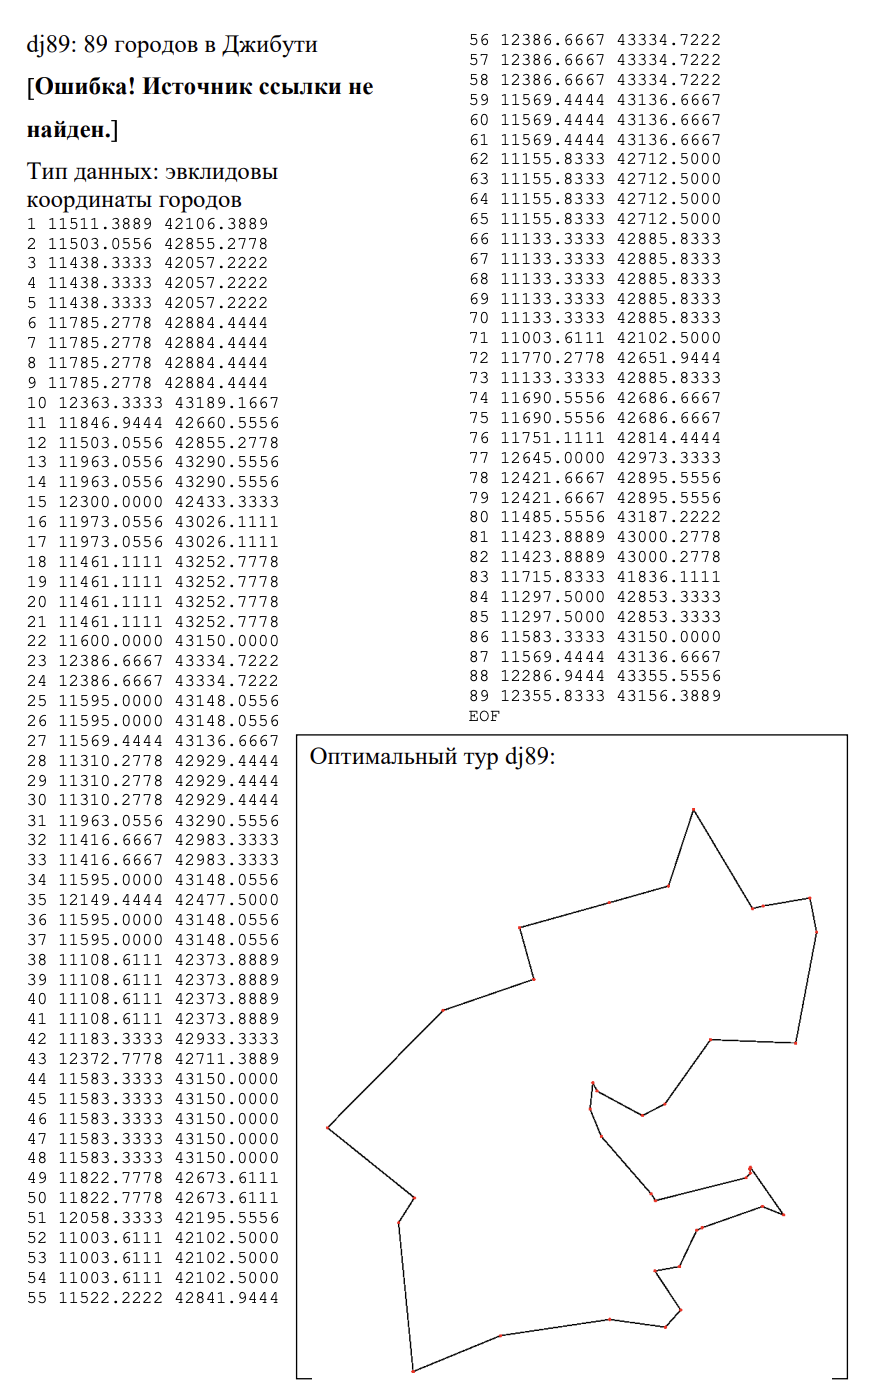 dj89: 89 городов в Джибути
[Ошибка! Источник ссылки не
найден.]
Тип данных: эвклидовы
координаты городов
1 11511.3889 42106.3889
2 11503.0556 42855.2778
3 11438.3333 42057.2222
4 11438.3333 42057.2222
5 11438.3333 42057.2222
6 11785.2778 42884.4444
7 11785.2778 42884.4444
8 11785.2778 42884.4444
9 11785.2778 42884.4444
10 12363.3333 43189.1667
11 11846.9444 42660.5556
12 11503.0556 42855.2778
13 11963.0556 43290.5556
14 11963.0556 43290.5556
15 12300.0000 42433.3333
16 11973.0556 43026.1111
17 11973.0556 43026.1111
18 11461.1111 43252.7778
19 11461.1111 43252.7778
20 11461.1111 43252.7778
21 11461.1111 43252.7778
22 11600.0000 43150.0000
23 12386.6667 43334.7222
24 12386.6667 43334.7222
25 11595.0000 43148.0556
26 11595.0000 43148.0556
27 11569.4444 43136.6667
28 11310.2778 42929.4444
29 11310.2778 42929.4444
30 11310.2778 42929.4444
31 11963.0556 43290.5556
32 11416.6667 42983.3333
33 11416.6667 42983.3333
34 11595.0000 43148.0556
35 12149.4444 42477.5000
36 11595.0000 43148.0556
37 11595.0000 43148.0556
38 11108.6111 42373.8889
39 11108.6111 42373.8889
40 11108.6111 42373.8889
41 11108.6111 42373.8889
42 11183.3333 42933.3333
43 12372.7778 42711.3889
44 11583.3333 43150.0000
45 11583.3333 43150.0000
46 11583.3333 43150.0000
47 11583.3333 43150.0000
48 11583.3333 43150.0000
49 11822.7778 42673.6111
50 11822.7778 42673.6111
51 12058.3333 42195.5556
52 11003.6111 42102.5000
53 11003.6111 42102.5000
54 11003.6111 42102.5000
55 11522.2222 42841.9444
56 12386.6667 43334.7222
57 12386.6667 43334.7222
58 12386.6667 43334.7222
59 11569.4444 43136.6667
60 11569.4444 43136.6667
61 11569.4444 43136.6667
62 11155.8333 42712.5000
63 11155.8333 42712.5000
64 11155.8333 42712.5000
65 11155.8333 42712.5000
66 11133.3333 42885.8333
67 11133.3333 42885.8333
68 11133.3333 42885.8333
69 11133.3333 42885.8333
70 11133.3333 42885.8333
71 11003.6111 42102.5000
72 11770.2778 42651.9444
73 11133.3333 42885.8333
74 11690.5556 42686.6667
75 11690.5556 42686.6667
76 11751.1111 42814.4444
77 12645.0000 42973.3333
78 12421.6667 42895.5556
79 12421.6667 42895.5556
80 11485.5556 43187.2222
81 11423.8889 43000.2778
82 11423.8889 43000.2778
83 11715.8333 41836.1111
84 11297.5000 42853.3333
85 11297.5000 42853.3333
86 11583.3333 43150.0000
87 11569.4444 43136.6667
88 12286.9444 43355.5556
89 12355.8333 43156.3889
EOF
Оптимальный тур dj89: